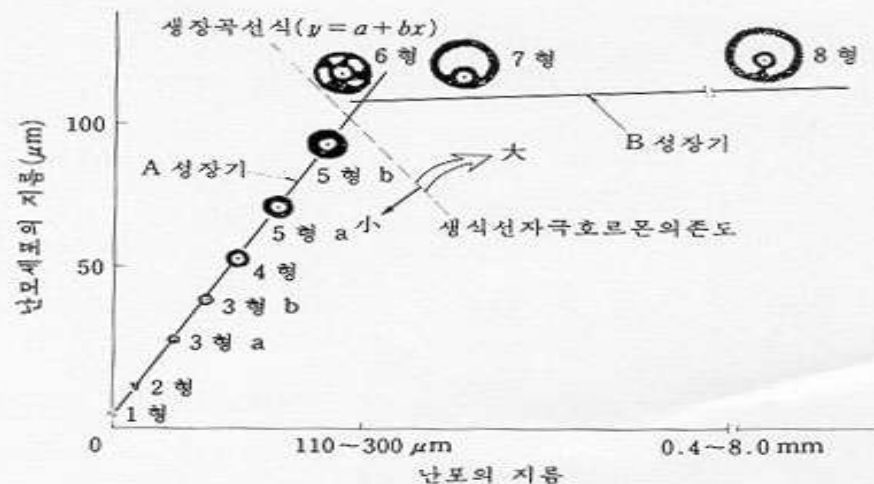 생장곡선식(y=a+bx)
6 형
7 형
8 형
100
A 성장기
5 형 b
B 성장기
大
小
5 형 a
생식선자극호르몬의존도
4 형
50
3 형 b
3 형 a
2 형
1 형
난모세포의 지름(μm)
0
110~300 μm
0.4~8.0 mm
난포의 지름